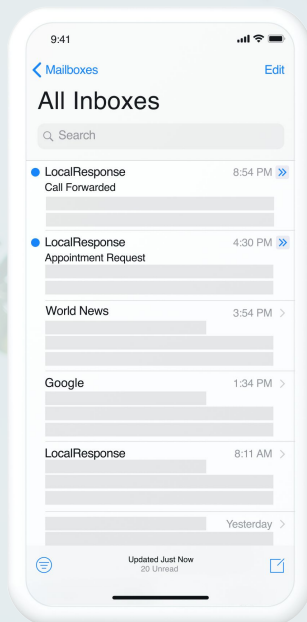 9:41
Mailboxes Edit
All Inboxes
Search
LocalResponse 8:54 PM
Call Forwarded
LocalResponse 4:30 PM
Appointment Request
World News 3:54 PM
Google 1:34 PM
LocalResponse 8:11 AM
Yesterday
Updated Just Now
20 Unread